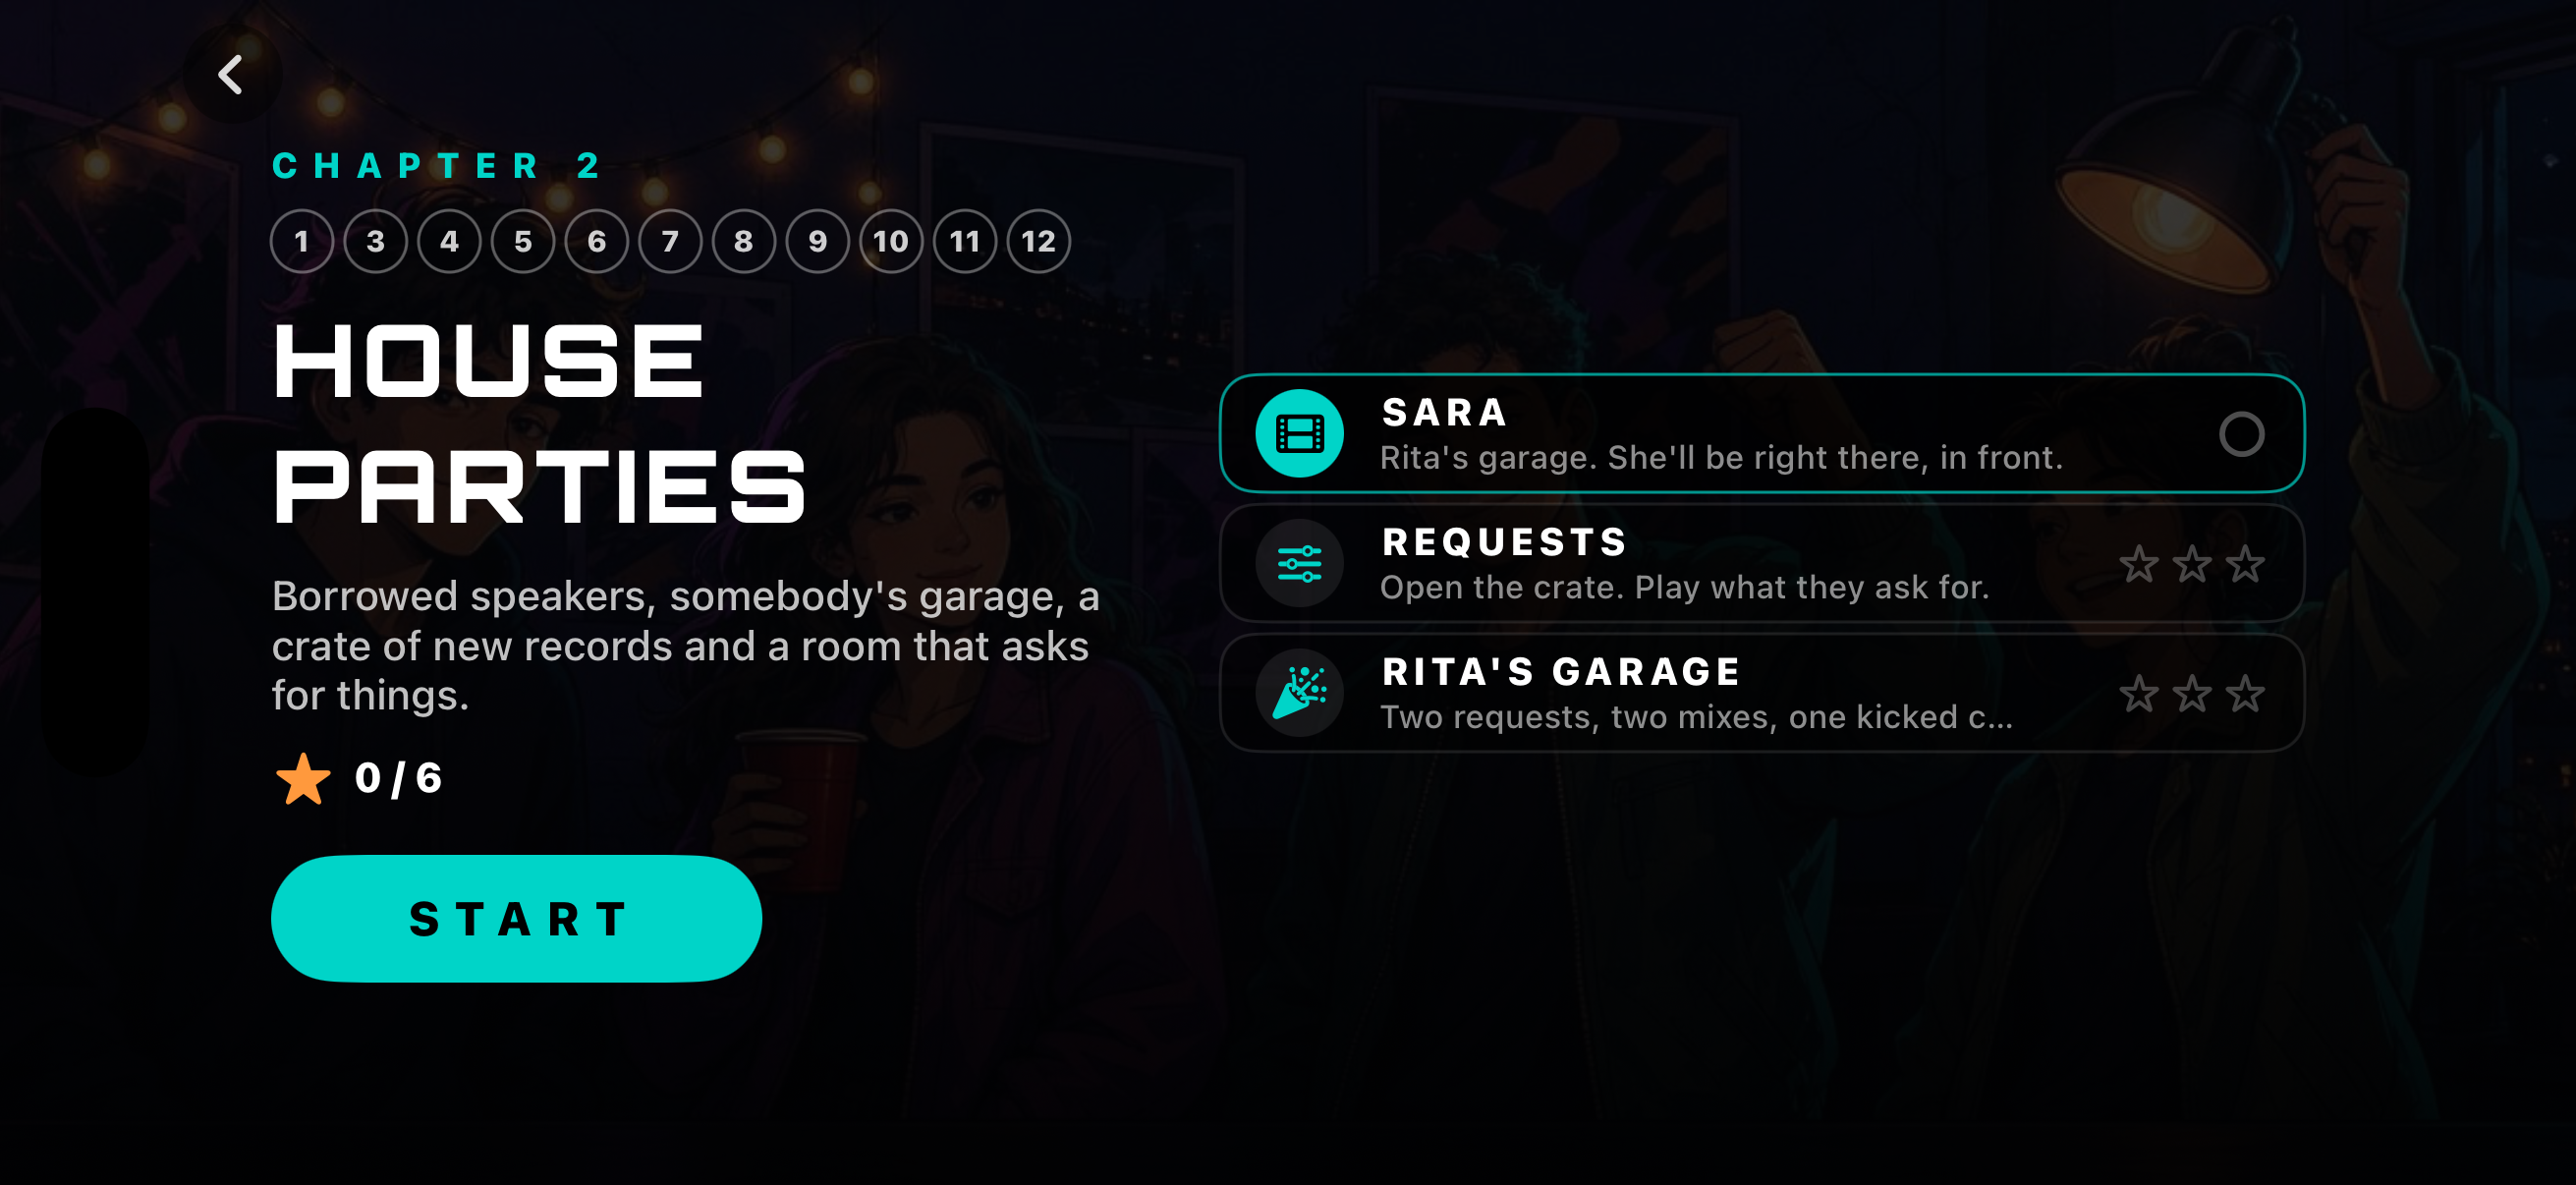 CHAPTER 2
1 3 4 5 6 7 8 9 10 11 12
HOUSE
PARTIES
Borrowed speakers, somebody's garage, a
crate of new records and a room that asks
for things.
0/6
START
SARA
Rita's garage. She'll be right there, in front.
REQUESTS
Open the crate. Play what they ask for.
RITA'S GARAGE
Two requests, two mixes, one kicked c...